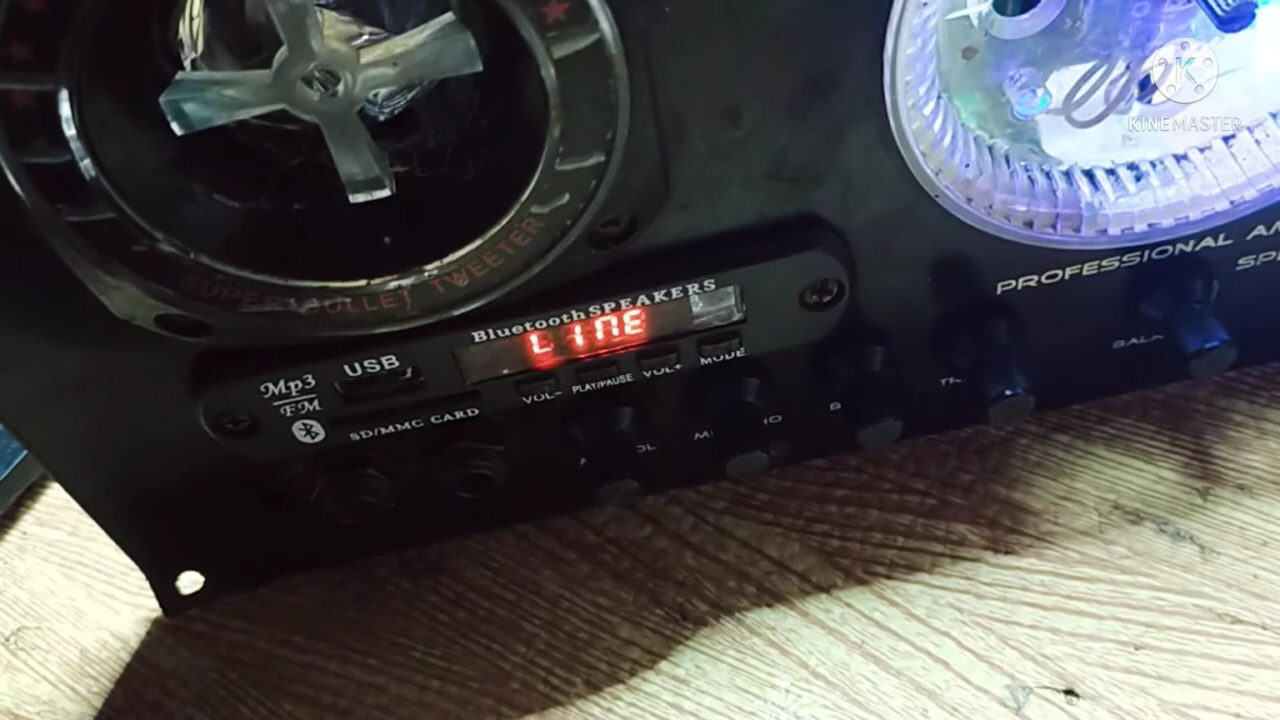 KINEMASTER
SUPER BULLET TWEETER
PROFESSIONAL
Bluetooth SPEAKERS
LINE
USB
Mp3
FM
VOL-
PLAY/PAUSE
VOL+
MODE
SD/MMC CARD